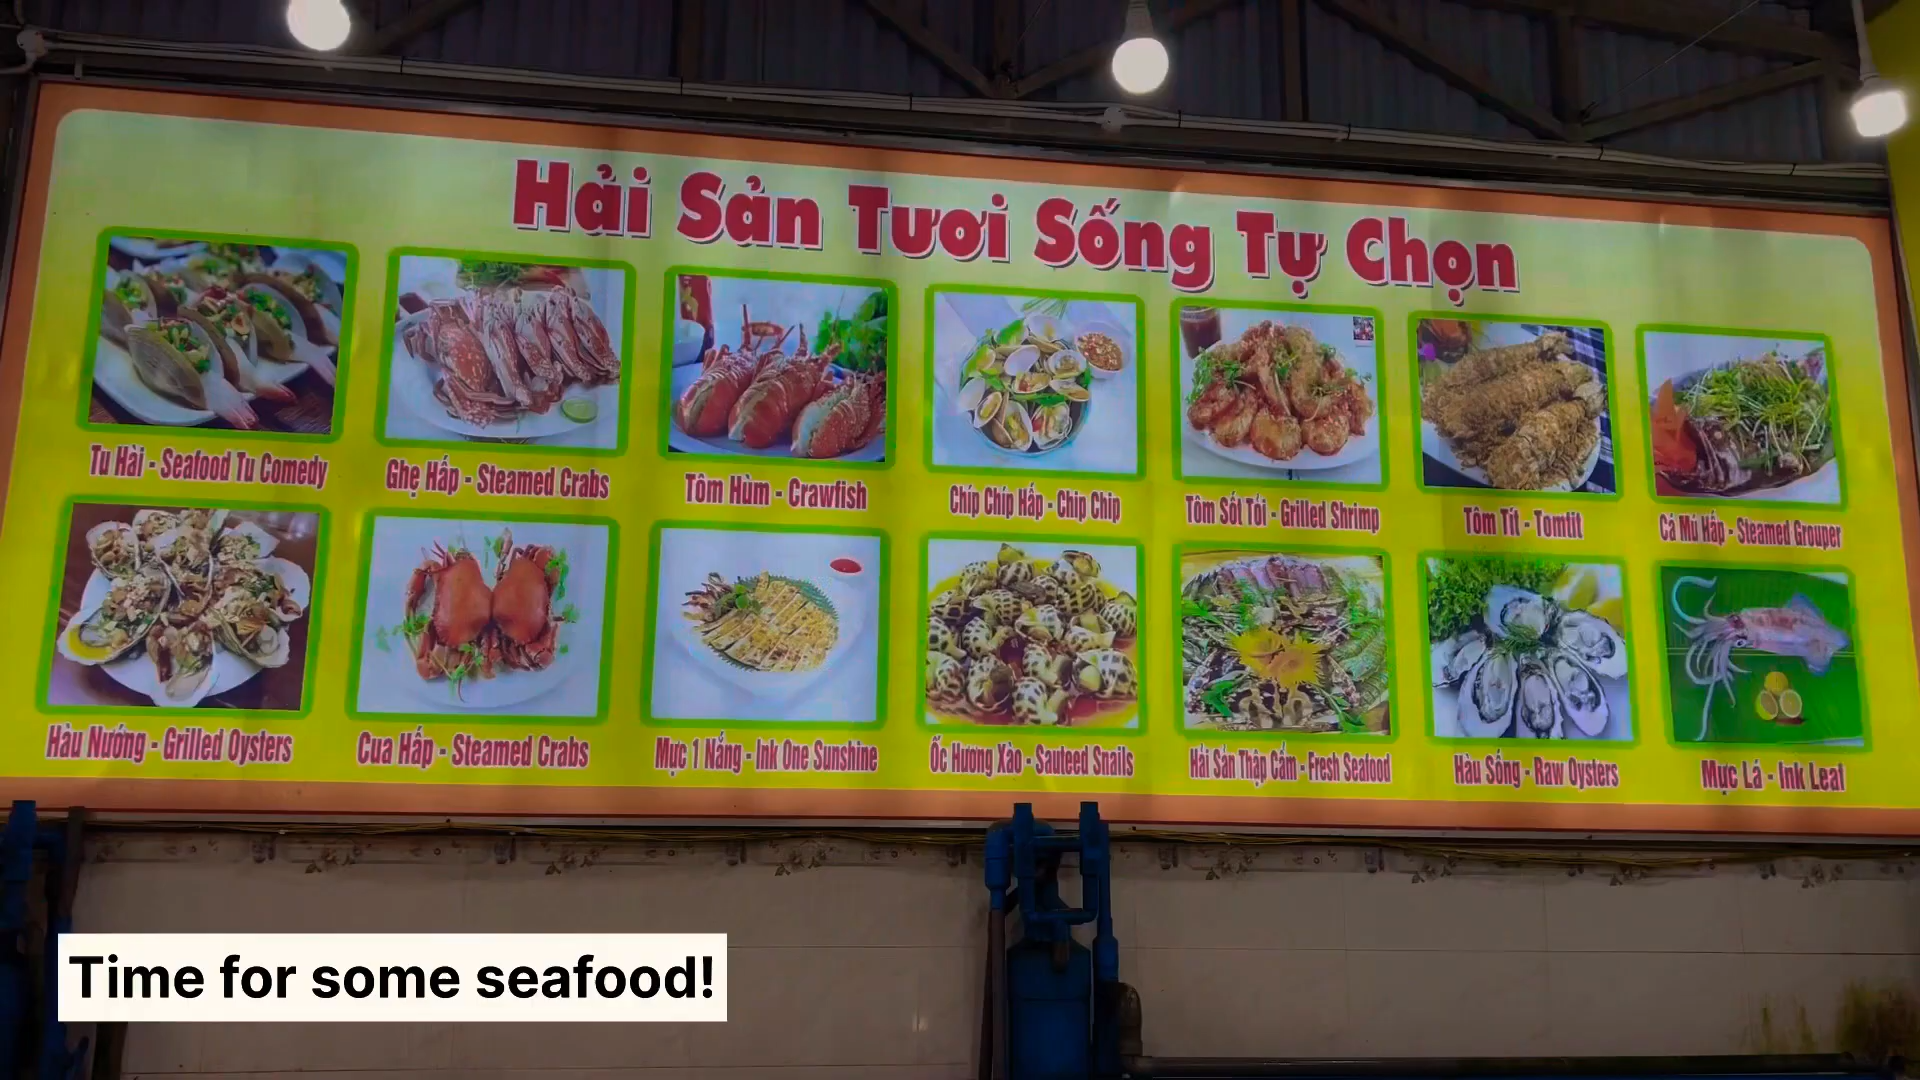 Hải Sản Tươi Sống Tự Chọn
Tu Hài - Seafood Tu Comedy
Ghẹ Hấp - Steamed Crabs
Tôm Hùm - Crawfish
Chíp Chíp Hấp - Chip Chip
Tôm Sốt Tỏi - Grilled Shrimp
Tôm Tít - Tomtit
Cá Mú Hấp - Steamed Grouper
Hàu Nướng - Grilled Oysters
Cua Hấp - Steamed Crabs
Mực 1 Nắng - Ink One Sunshine
Ốc Hương Xào - Sauteed Snails
Hải Sản Thập Cẩm - Fresh Seafood
Hàu Sống - Raw Oysters
Mực Lá - Ink Leaf
Time for some seafood!